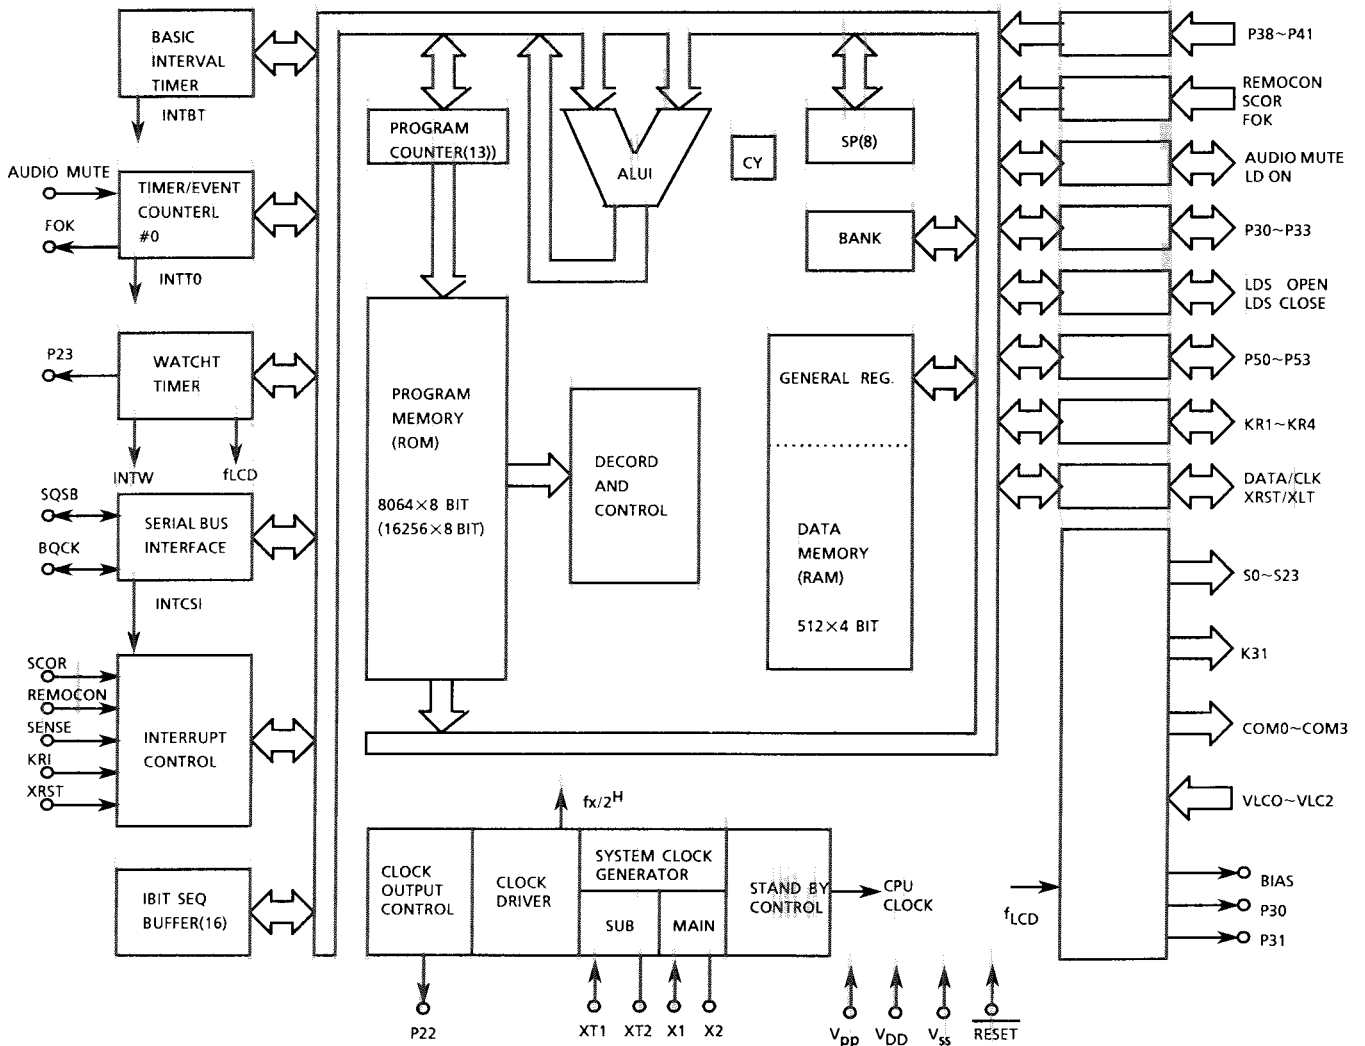 BASIC
INTERVAL
TIMER
INTBT
AUDIO MUTE
FOK
TIMER/EVENT
COUNTERL
#0
INTT0
P23
WATCHT
TIMER
INTW
fLCD
SQSB
BQCK
SERIAL BUS
INTERFACE
INTCSI
SCOR
REMOCON
SENSE
KRI
XRST
INTERRUPT
CONTROL
IBIT SEQ
BUFFER(16)
PROGRAM
COUNTER(13))
ALUI
CY
SP(8)
BANK
PROGRAM
MEMORY
(ROM)
8064×8 BIT
(16256×8 BIT)
DECORD
AND
CONTROL
GENERAL REG.
DATA
MEMORY
(RAM)
512×4 BIT
fx/2H
CLOCK
OUTPUT
CONTROL
CLOCK
DRIVER
SYSTEM CLOCK
GENERATOR
SUB
MAIN
STAND BY
CONTROL
CPU
CLOCK
P22
XT1
XT2
X1
X2
Vpp
VDD
Vss
RESET
P38~P41
REMOCON
SCOR
FOK
AUDIO MUTE
LD ON
P30~P33
LDS OPEN
LDS CLOSE
P50~P53
KR1~KR4
DATA/CLK
XRST/XLT
S0~S23
K31
COM0~COM3
VLC0~VLC2
BIAS
P30
P31
fLCD